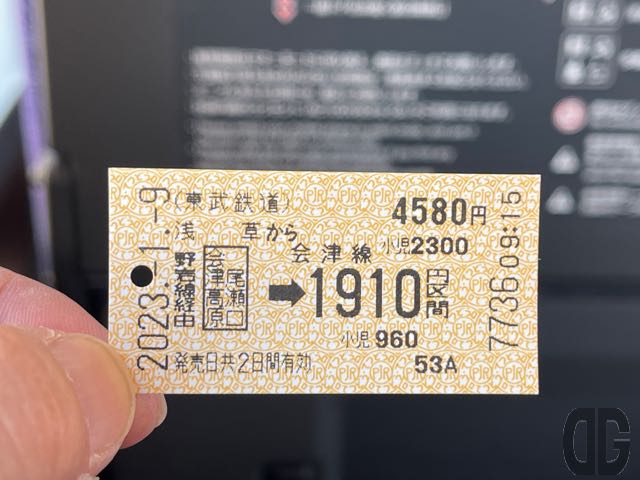 2023.-1.-9
(東武鉄道)
4580円
浅 草から
小児2300
野岩線経由
会津高原
尾瀬口
会津線
➡1910円区間
小児960
発売日共2日間有効
53A
7736 09:15
DG